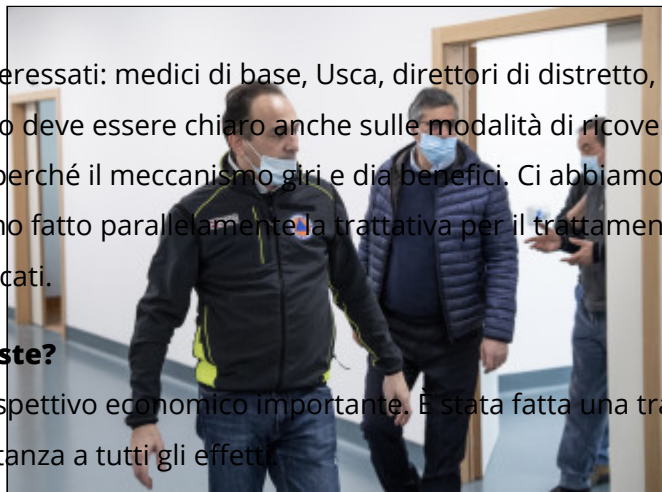 eressati: medici di base, Usca, direttori di distretto,
o deve essere chiaro anche sulle modalità di ricove
perché il meccanismo giri e dia benefici. Ci abbiamo
no fatto parallelamente la trattativa per il trattamen
cati.
ste?
spettivo economico importante. È stata fatta una tra
tanza a tutti gli effetti.